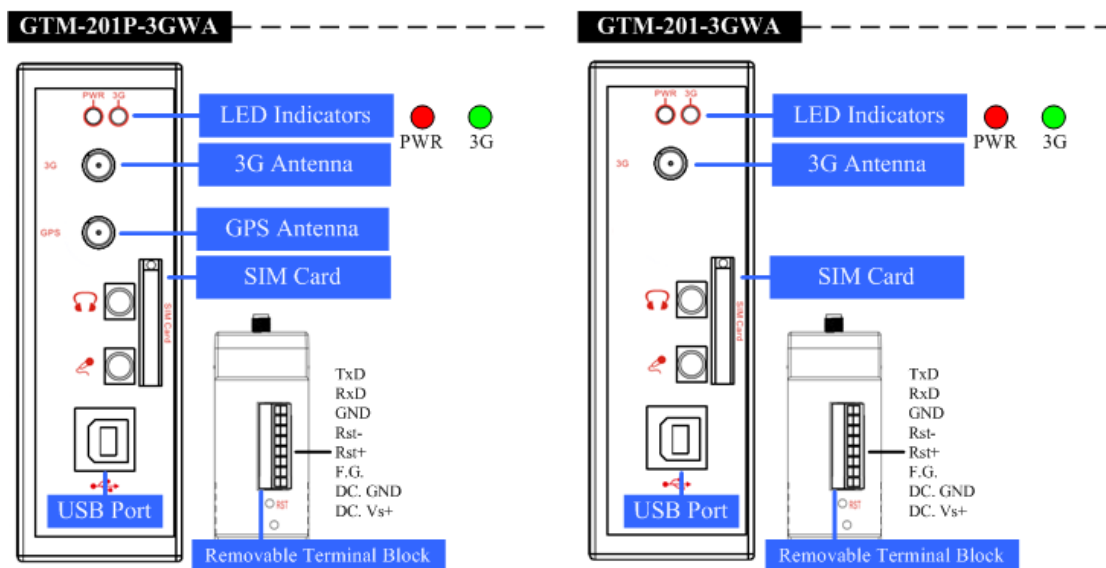 GTM-201P-3GWA
PWR 3G
LED Indicators
PWR 3G
3G
3G Antenna
GPS
GPS Antenna
SIM Card
SIM Card
TxD
RxD
GND
Rst-
Rst+
F.G.
DC. GND
DC. Vs+
USB Port
RST
Removable Terminal Block
GTM-201-3GWA
PWR 3G
LED Indicators
PWR 3G
3G
3G Antenna
SIM Card
SIM Card
TxD
RxD
GND
Rst-
Rst+
F.G.
DC. GND
DC. Vs+
USB Port
RST
Removable Terminal Block